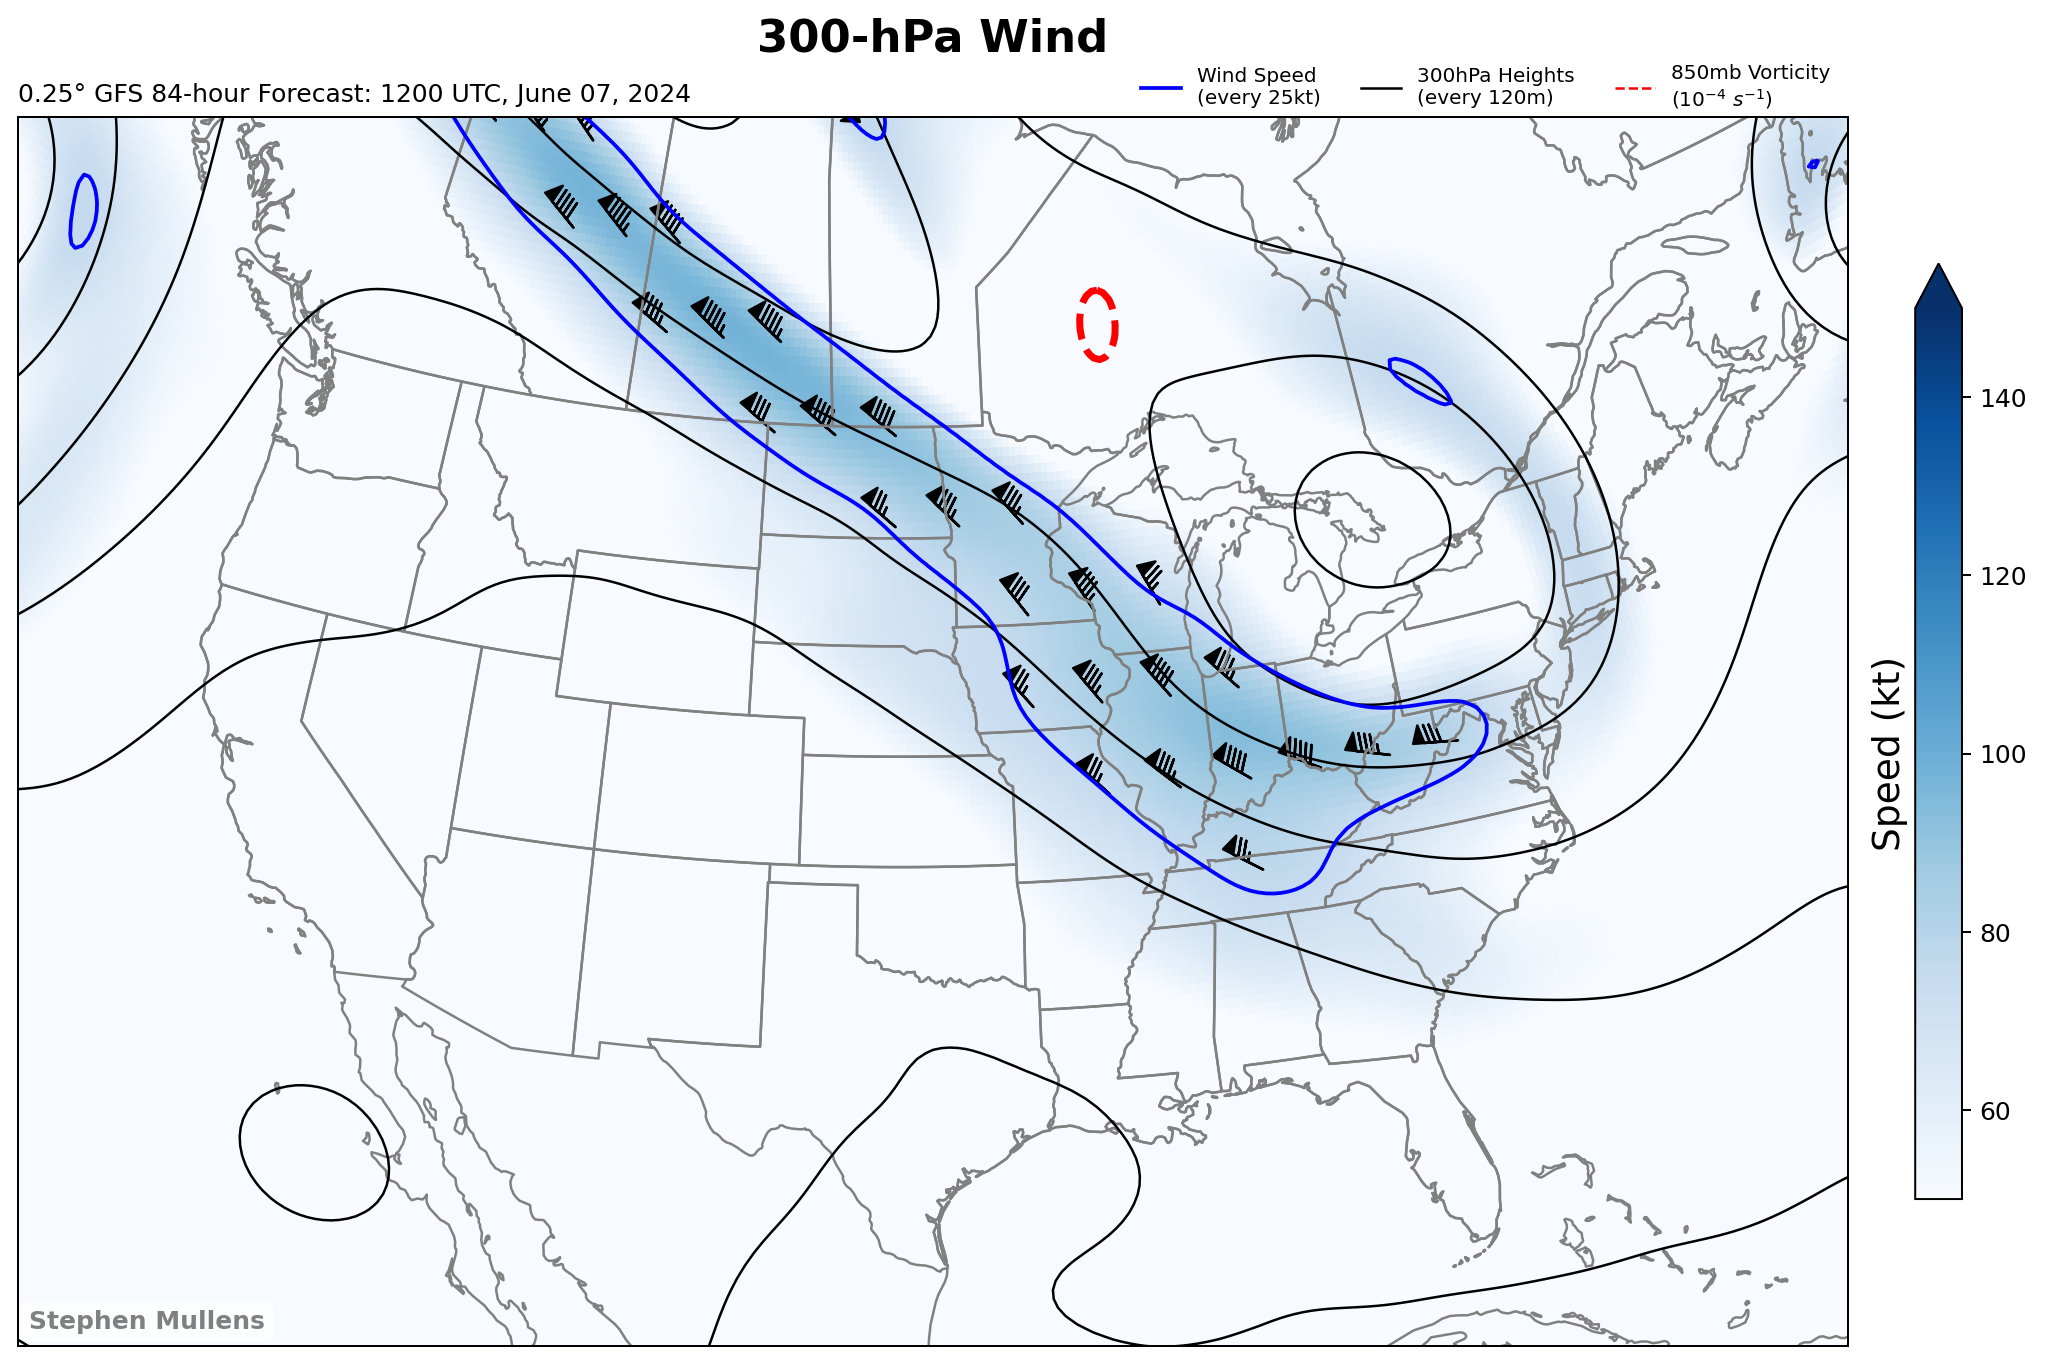 300-hPa Wind
0.25° GFS 84-hour Forecast: 1200 UTC, June 07, 2024
Wind Speed
(every 25kt)
300hPa Heights
(every 120m)
850mb Vorticity
(10⁻⁴ s⁻¹)
140
120
100
80
60
Speed (kt)
Stephen Mullens